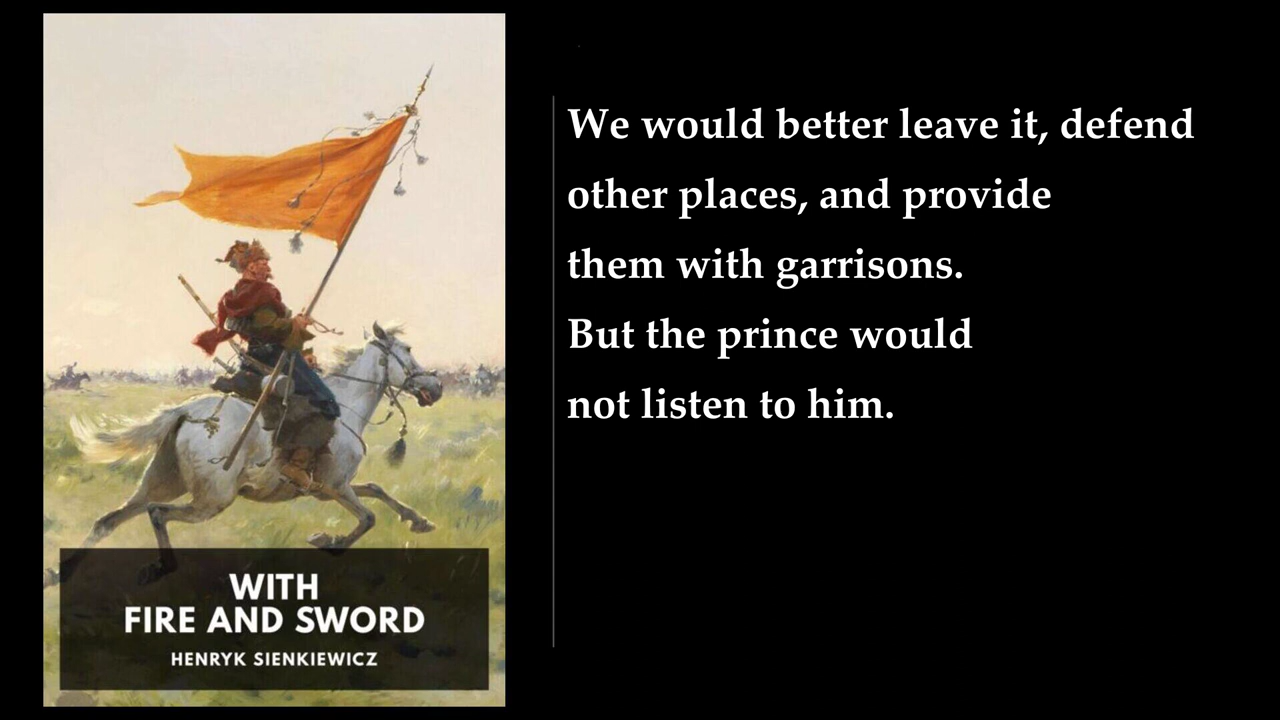 We would better leave it, defend
other places, and provide
them with garrisons.
But the prince would
not listen to him.
WITH
FIRE AND SWORD
HENRYK SIENKIEWICZ